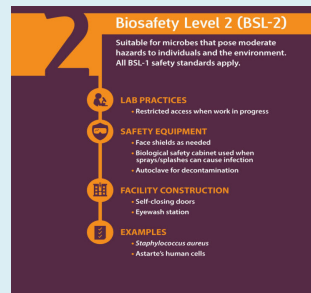 2
Biosafety Level 2 (BSL-2)
Suitable for microbes that pose moderate
hazards to individuals and the environment.
All BSL-1 safety standards apply.
LAB PRACTICES
• Restricted access when work in progress
SAFETY EQUIPMENT
• Face shields as needed
• Biological safety cabinet used when
sprays/splashes can cause infection
• Autoclave for decontamination
FACILITY CONSTRUCTION
• Self-closing doors
• Eyewash station
EXAMPLES
• Staphylococcus aureus
• Astarte's human cells